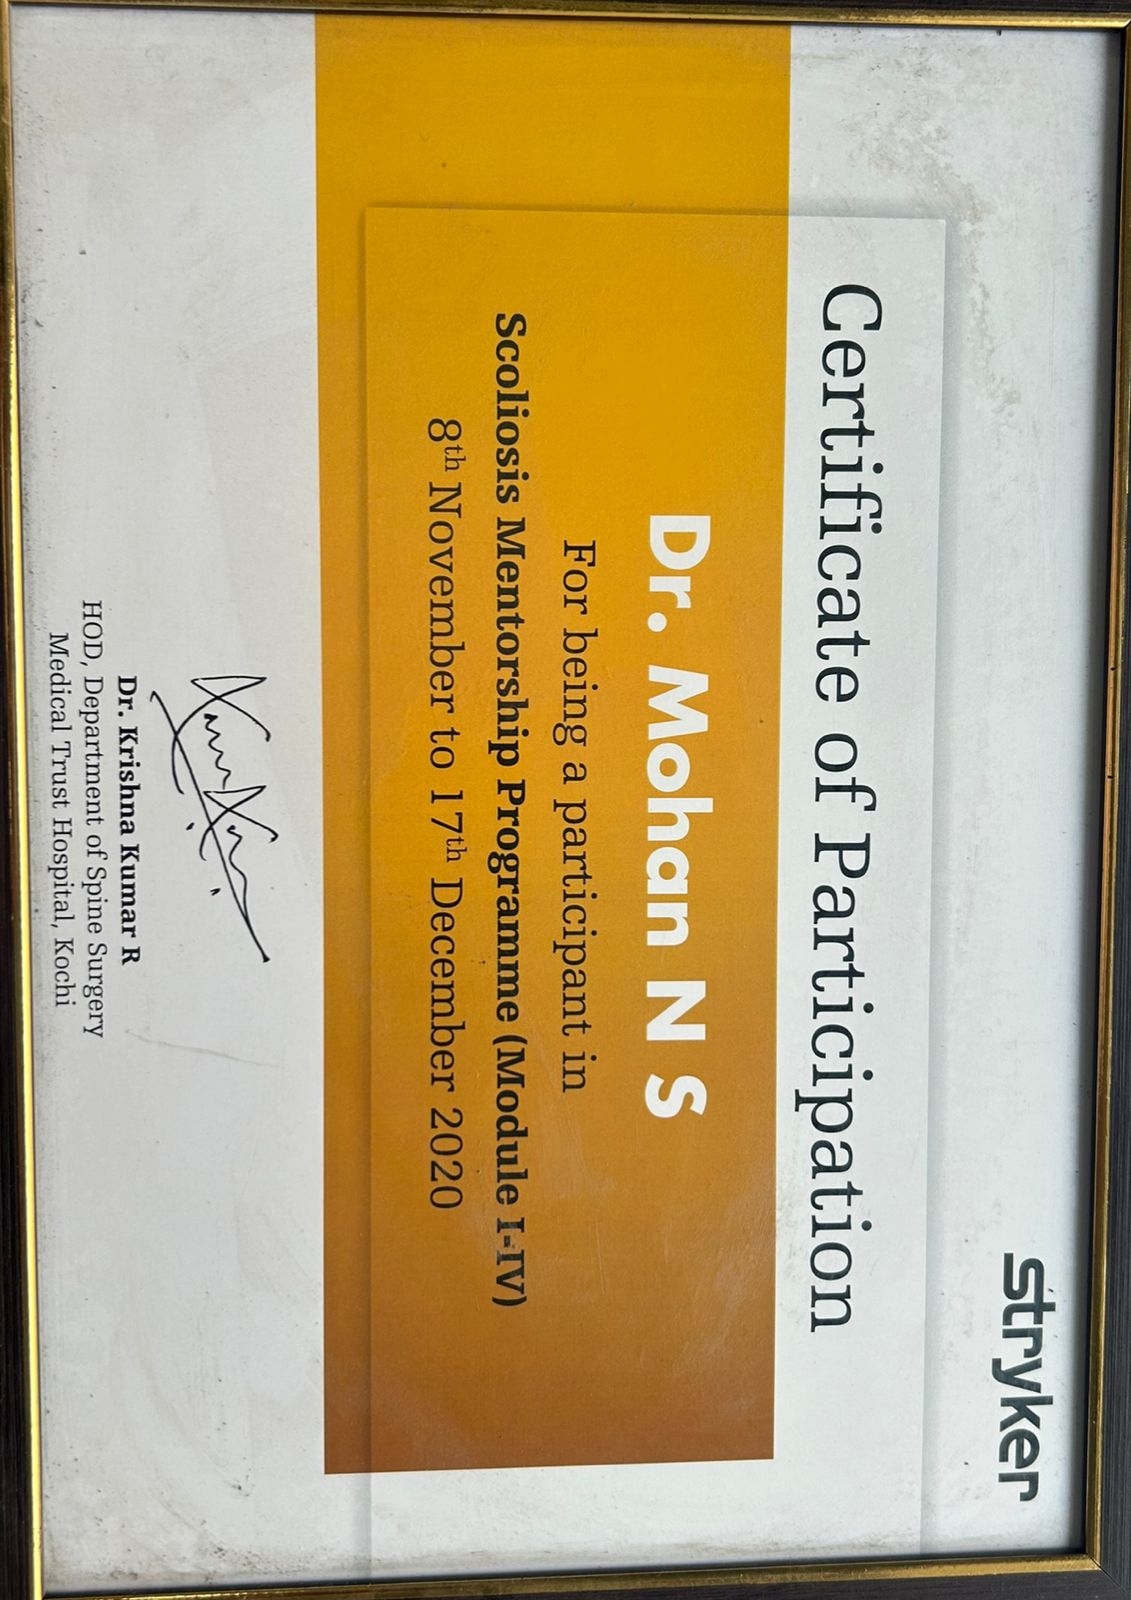 stryker
Certificate of Participation
Dr. Mohan N S
For being a participant in
Scoliosis Mentorship Programme (Module I-IV)
8th November to 17th December 2020
Dr. Krishna Kumar R
HOD, Department of Spine Surgery
Medical Trust Hospital, Kochi